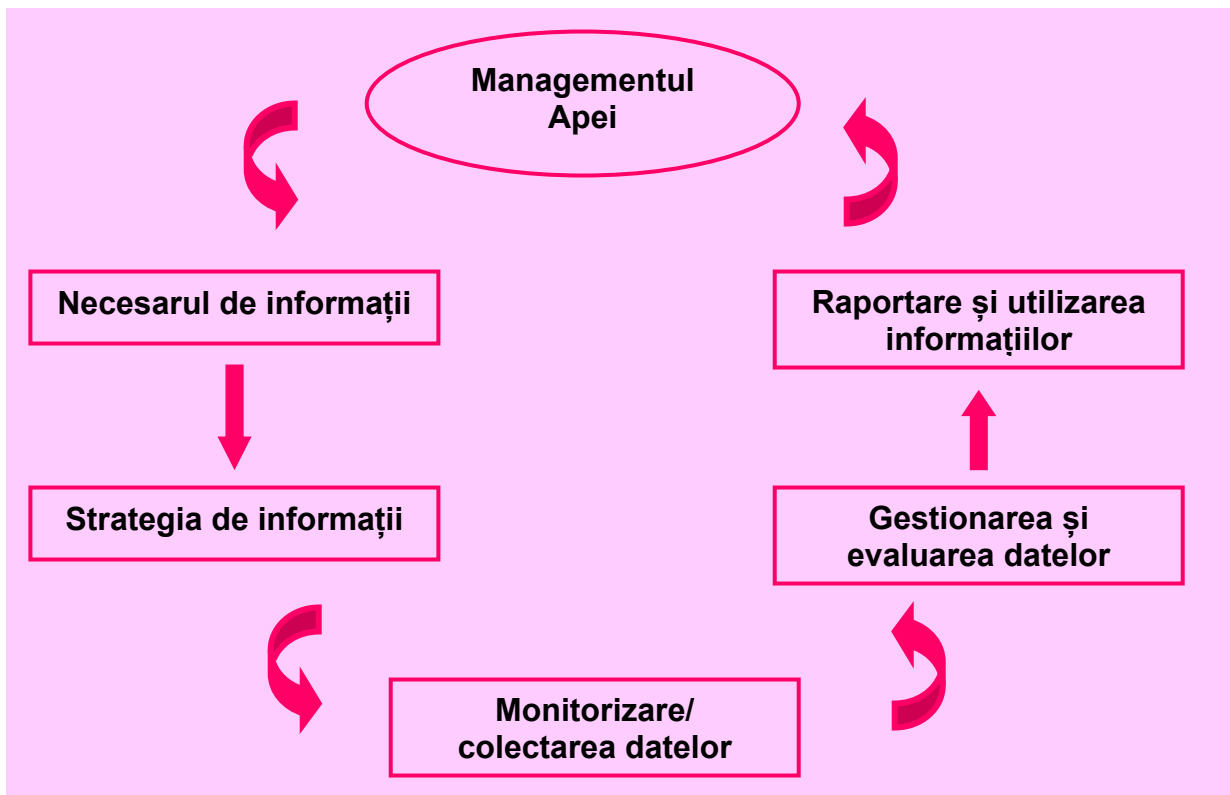 Managementul
Apei
Necesarul de informații
Raportare și utilizarea
informațiilor
Strategia de informații
Gestionarea și
evaluarea datelor
Monitorizare/
colectarea datelor